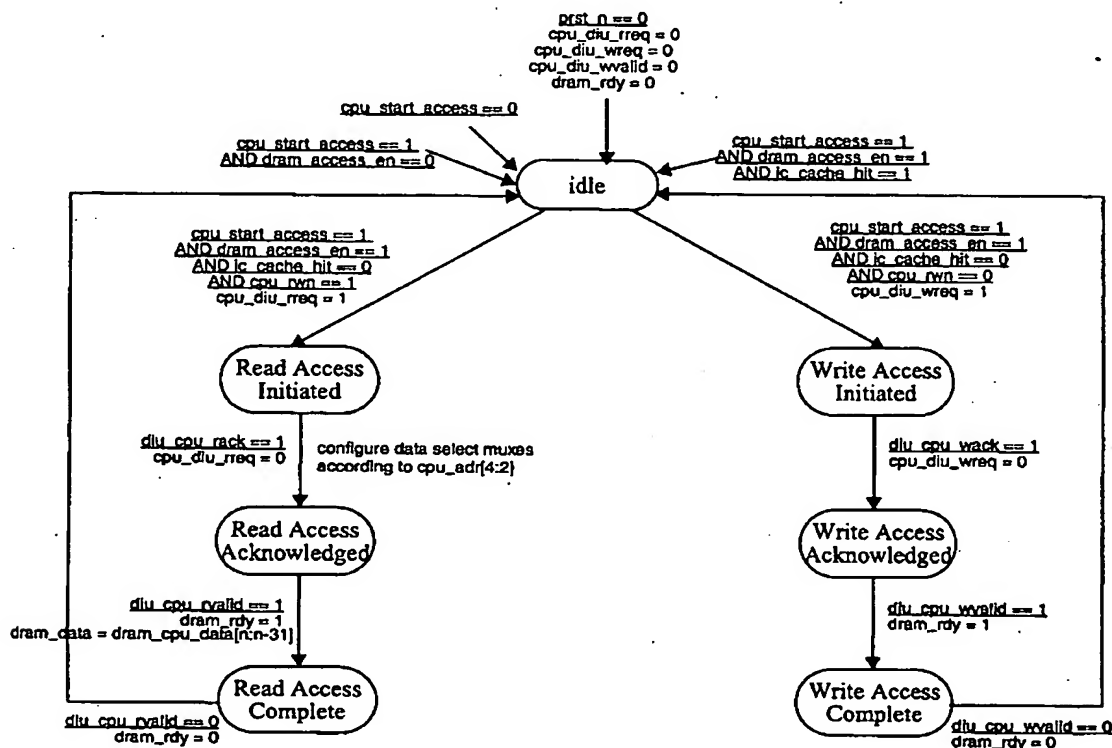 prst_n == 0
cpu_diu_rreq = 0
cpu_diu_wreq = 0
cpu_diu_wvalid = 0
dram_rdy = 0
cpu_start_access == 0
cpu_start_access == 1
AND dram_access_en == 0
cpu_start_access == 1
AND dram_access_en == 1
AND ic_cache_hit == 1
idle
cpu_start_access == 1
AND dram_access_en == 1
AND ic_cache_hit == 0
AND cpu_rwn == 1
cpu_diu_rreq = 1
cpu_start_access == 1
AND dram_access_en == 1
AND ic_cache_hit == 0
AND cpu_rwn == 0
cpu_diu_wreq = 1
Read Access
Initiated
Write Access
Initiated
diu_cpu_rack == 1
cpu_diu_rreq = 0
configure data select muxes
according to cpu_adr[4:2]
diu_cpu_wack == 1
cpu_diu_wreq = 0
Read Access
Acknowledged
Write Access
Acknowledged
diu_cpu_rvalid == 1
dram_rdy = 1
dram_data = dram_cpu_data[n:n-31]
diu_cpu_wvalid == 1
dram_rdy = 1
Read Access
Complete
Write Access
Complete
diu_cpu_rvalid == 0
dram_rdy = 0
diu_cpu_wvalid == 0
dram_rdy = 0